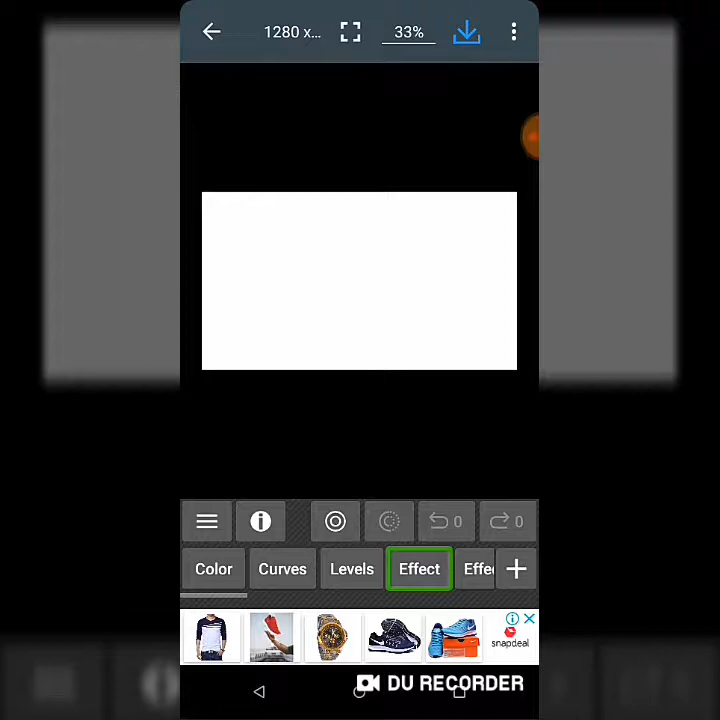 1280 x...
33%
0
0
Color
Curves
Levels
Effect
Effe
snapdeal
DU RECORDER